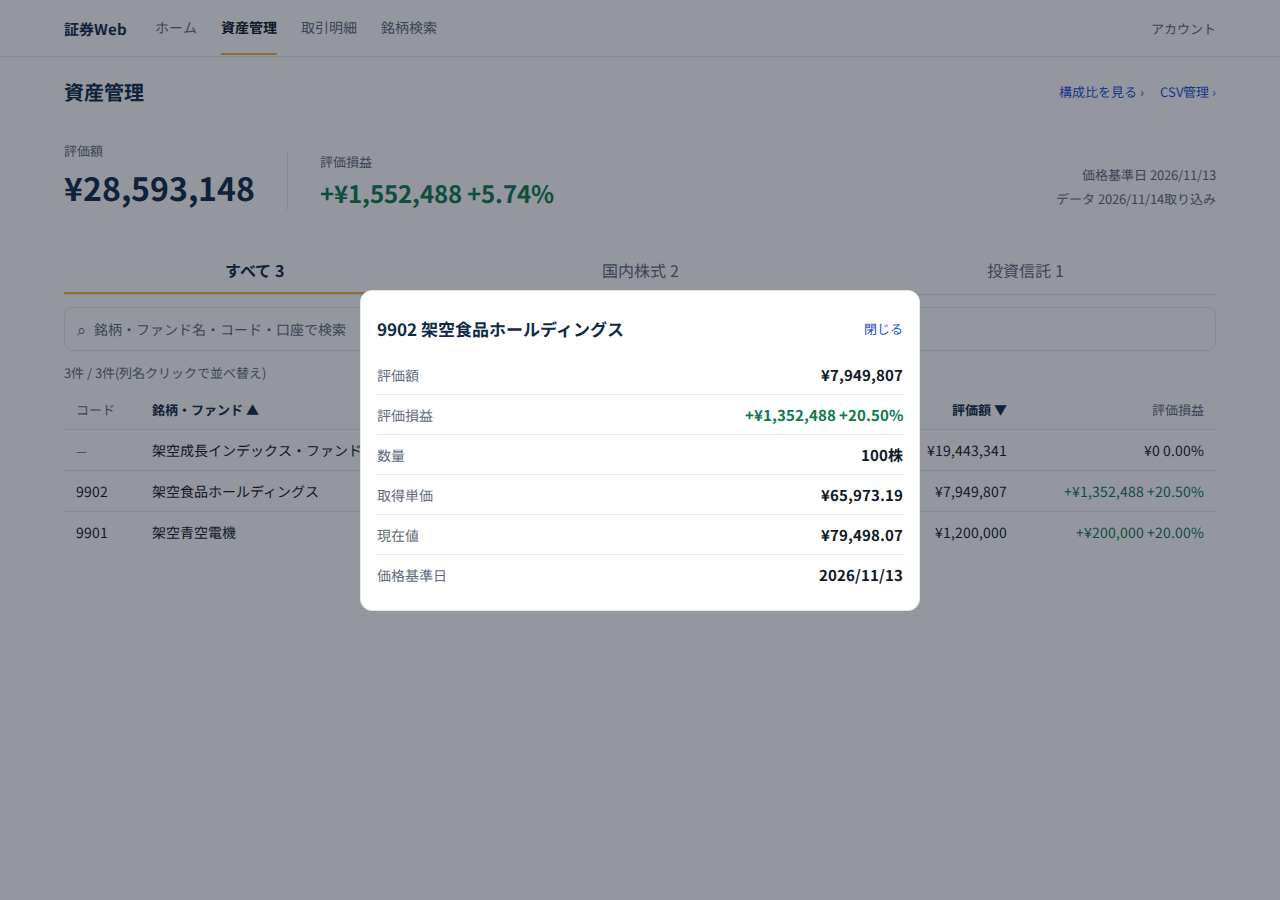 証券Web ホーム 資産管理 取引明細 銘柄検索 アカウント
資産管理 構成比を見る › CSV管理 ›
評価額
¥28,593,148
評価損益
+¥1,552,488 +5.74%
価格基準日 2026/11/13
データ 2026/11/14取り込み
すべて 3 国内株式 2 投資信託 1
銘柄・ファンド名・コード・口座で検索
3件 / 3件(列名クリックで並べ替え)
コード 銘柄・ファンド ▲ 評価額 ▼ 評価損益
— 架空成長インデックス・ファンド ¥19,443,341 ¥0 0.00%
9902 架空食品ホールディングス ¥7,949,807 +¥1,352,488 +20.50%
9901 架空青空電機 ¥1,200,000 +¥200,000 +20.00%
9902 架空食品ホールディングス 閉じる
評価額 ¥7,949,807
評価損益 +¥1,352,488 +20.50%
数量 100株
取得単価 ¥65,973.19
現在値 ¥79,498.07
価格基準日 2026/11/13